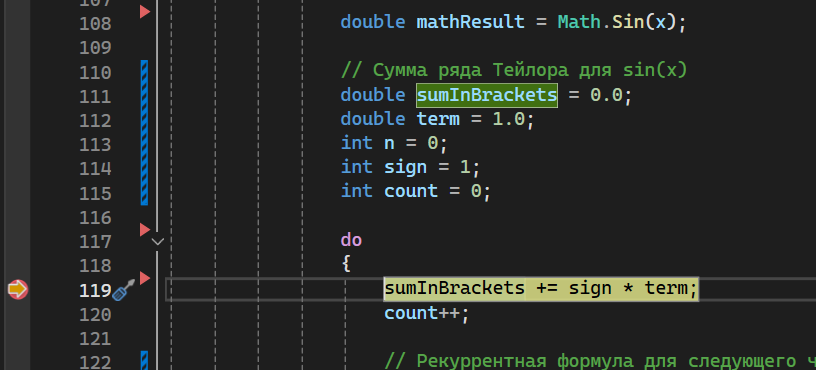 107
108 double mathResult = Math.Sin(x);
109
110 // Сумма ряда Тейлора для sin(x)
111 double sumInBrackets = 0.0;
112 double term = 1.0;
113 int n = 0;
114 int sign = 1;
115 int count = 0;
116
117 do
118 {
119 sumInBrackets += sign * term;
120 count++;
121
122 // Рекуррентная формула для следующего